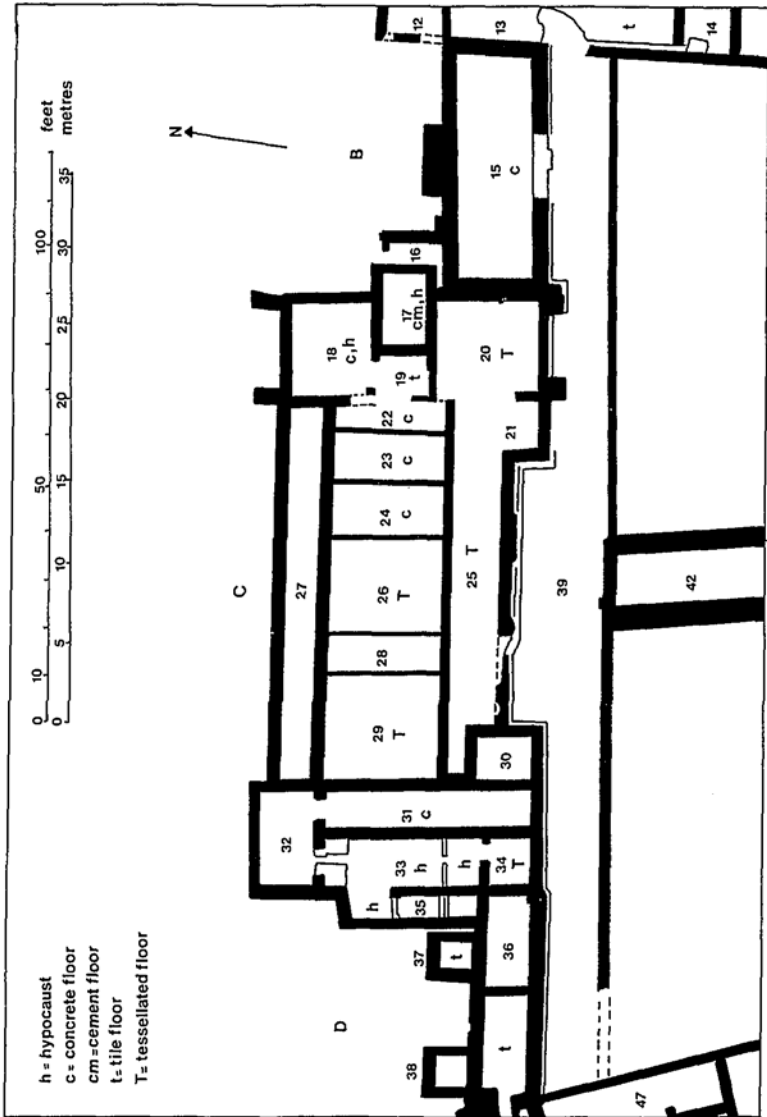 h = hypocaust
c = concrete floor
cm = cement floor
t = tile floor
T = tessellated floor
0 10 50 100 feet
0 5 10 15 20 25 30 35 metres
N
B
C
D
12
13
t
14
15
c
16
17
cm, h
18
c, h
19
t
20
T
21
22
c
23
c
24
c
25
T
26
T
27
28
29
T
30
31
c
32
33
h
h
h
34
T
35
36
37
t
38
t
39
42
47